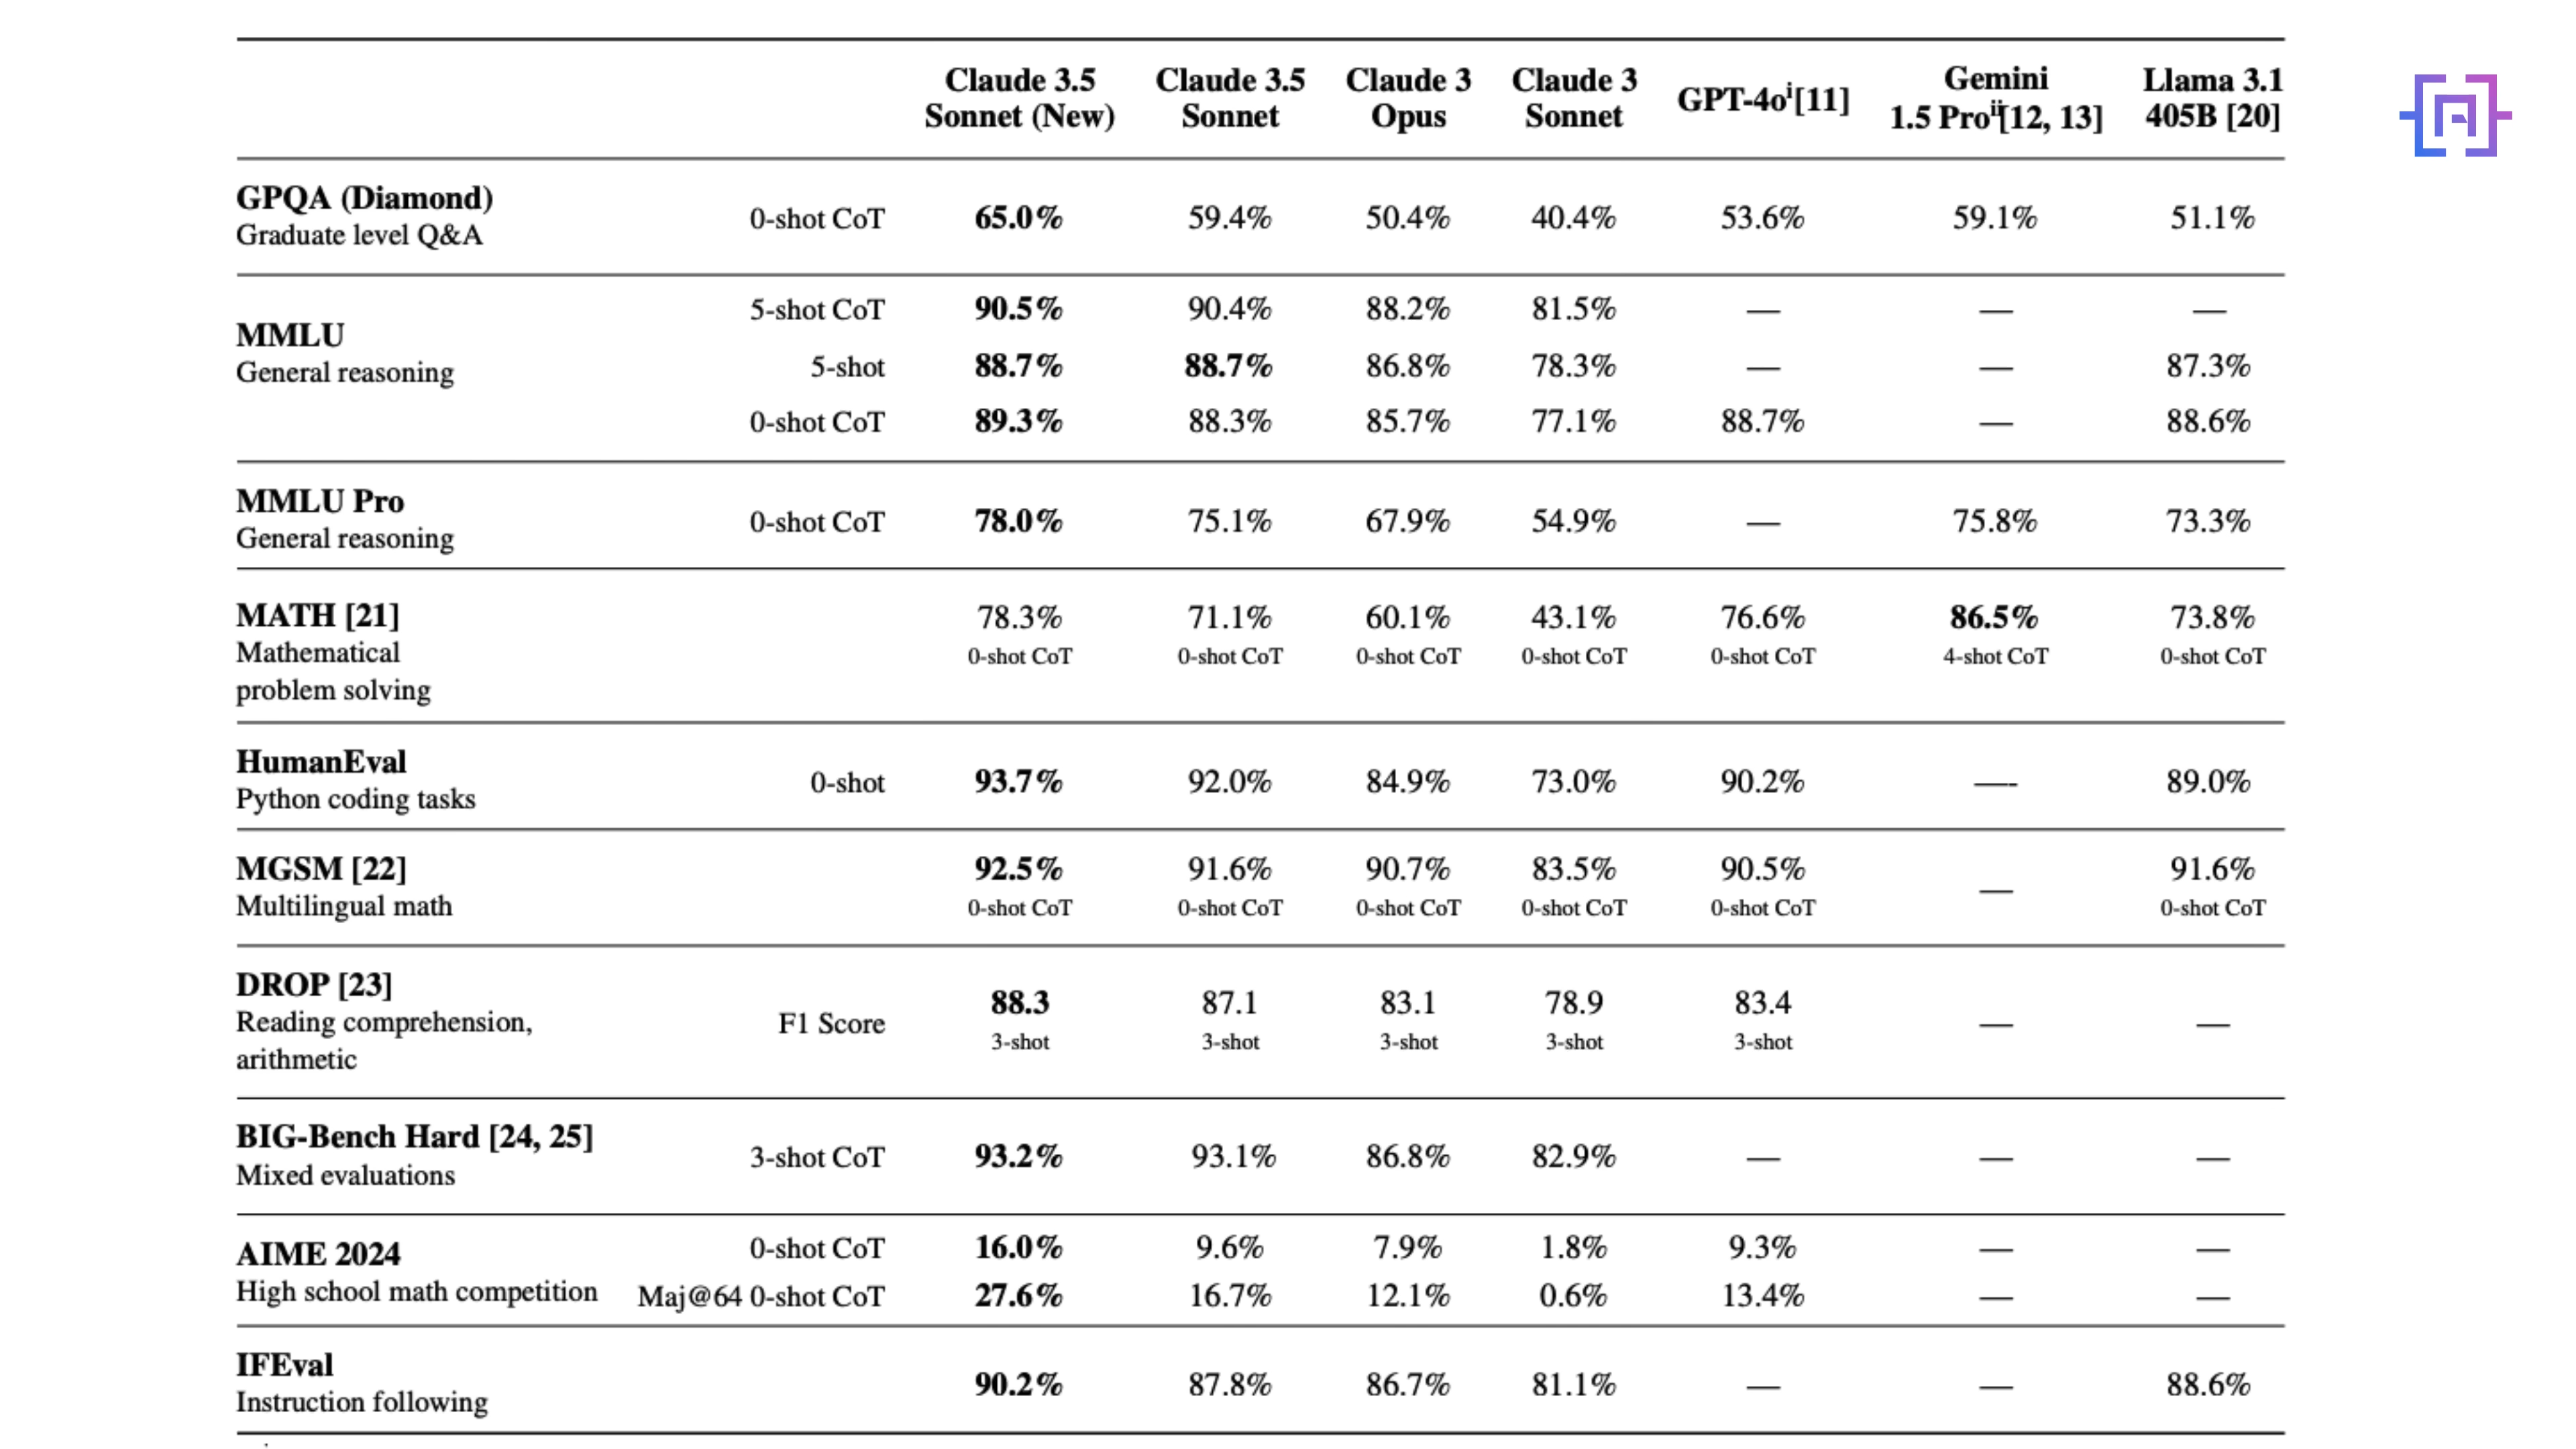 Claude 3.5 Sonnet (New) Claude 3.5 Sonnet Claude 3 Opus Claude 3 Sonnet GPT-4oⁱ[11] Gemini 1.5 Proⁱⁱ[12, 13] Llama 3.1 405B [20]
GPQA (Diamond)
Graduate level Q&A
0-shot CoT 65.0% 59.4% 50.4% 40.4% 53.6% 59.1% 51.1%
MMLU
General reasoning
5-shot CoT 90.5% 90.4% 88.2% 81.5% — — —
5-shot 88.7% 88.7% 86.8% 78.3% — — 87.3%
0-shot CoT 89.3% 88.3% 85.7% 77.1% 88.7% — 88.6%
MMLU Pro
General reasoning
0-shot CoT 78.0% 75.1% 67.9% 54.9% — 75.8% 73.3%
MATH [21]
Mathematical
problem solving
78.3% 71.1% 60.1% 43.1% 76.6% 86.5% 73.8%
0-shot CoT 0-shot CoT 0-shot CoT 0-shot CoT 0-shot CoT 4-shot CoT 0-shot CoT
HumanEval
Python coding tasks
0-shot 93.7% 92.0% 84.9% 73.0% 90.2% —- 89.0%
MGSM [22]
Multilingual math
92.5% 91.6% 90.7% 83.5% 90.5% — 91.6%
0-shot CoT 0-shot CoT 0-shot CoT 0-shot CoT 0-shot CoT 0-shot CoT
DROP [23]
Reading comprehension,
arithmetic
F1 Score 88.3 87.1 83.1 78.9 83.4 — —
3-shot 3-shot 3-shot 3-shot 3-shot
BIG-Bench Hard [24, 25]
Mixed evaluations
3-shot CoT 93.2% 93.1% 86.8% 82.9% — — —
AIME 2024
High school math competition
0-shot CoT 16.0% 9.6% 7.9% 1.8% 9.3% — —
Maj@64 0-shot CoT 27.6% 16.7% 12.1% 0.6% 13.4% — —
IFEval
Instruction following
90.2% 87.8% 86.7% 81.1% — — 88.6%